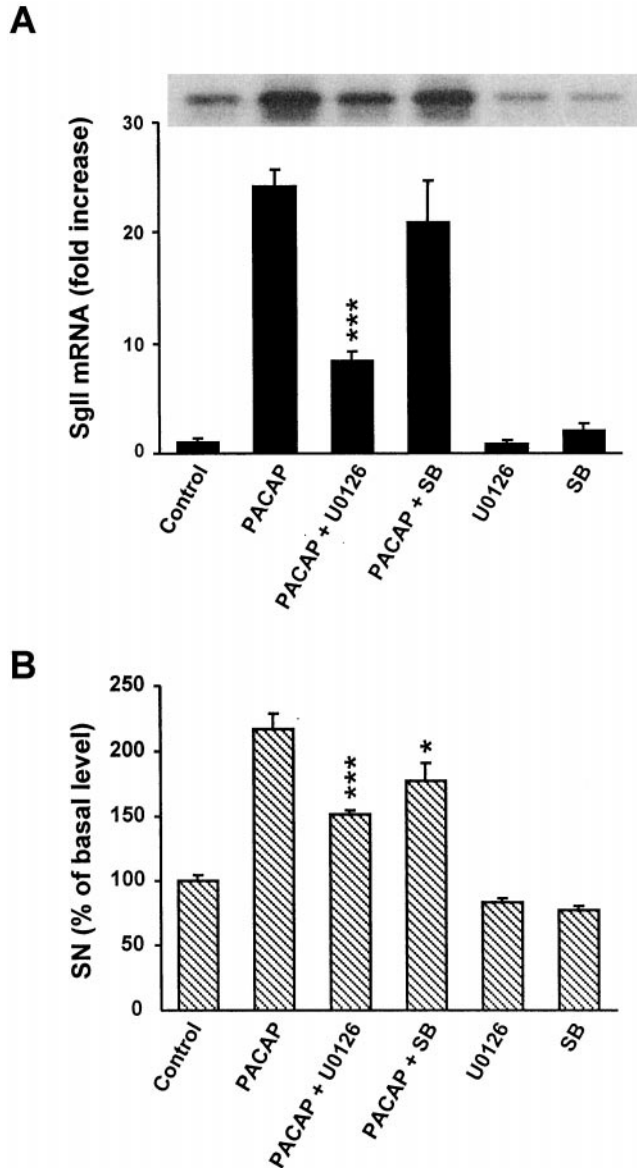 A
SgII mRNA (fold increase)
30
20
10
0
***
Control
PACAP
PACAP + U0126
PACAP + SB
U0126
SB
B
SN (% of basal level)
250
200
150
100
50
0
***
*
Control
PACAP
PACAP + U0126
PACAP + SB
U0126
SB